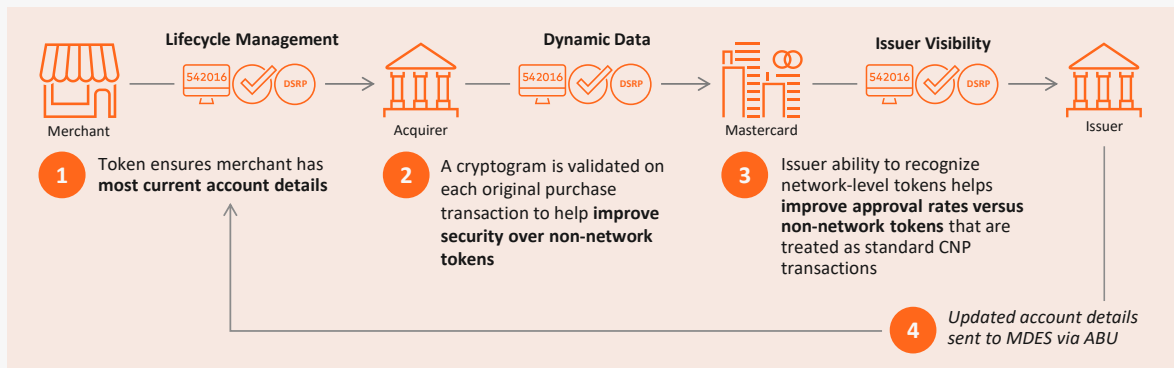 Lifecycle Management
Dynamic Data
Issuer Visibility
542016
DSRP
542016
DSRP
542016
DSRP
Merchant
Acquirer
Mastercard
Issuer
1
Token ensures merchant has
most current account details
2
A cryptogram is validated on
each original purchase
transaction to help improve
security over non-network
tokens
3
Issuer ability to recognize
network-level tokens helps
improve approval rates versus
non-network tokens that are
treated as standard CNP
transactions
4
Updated account details
sent to MDES via ABU